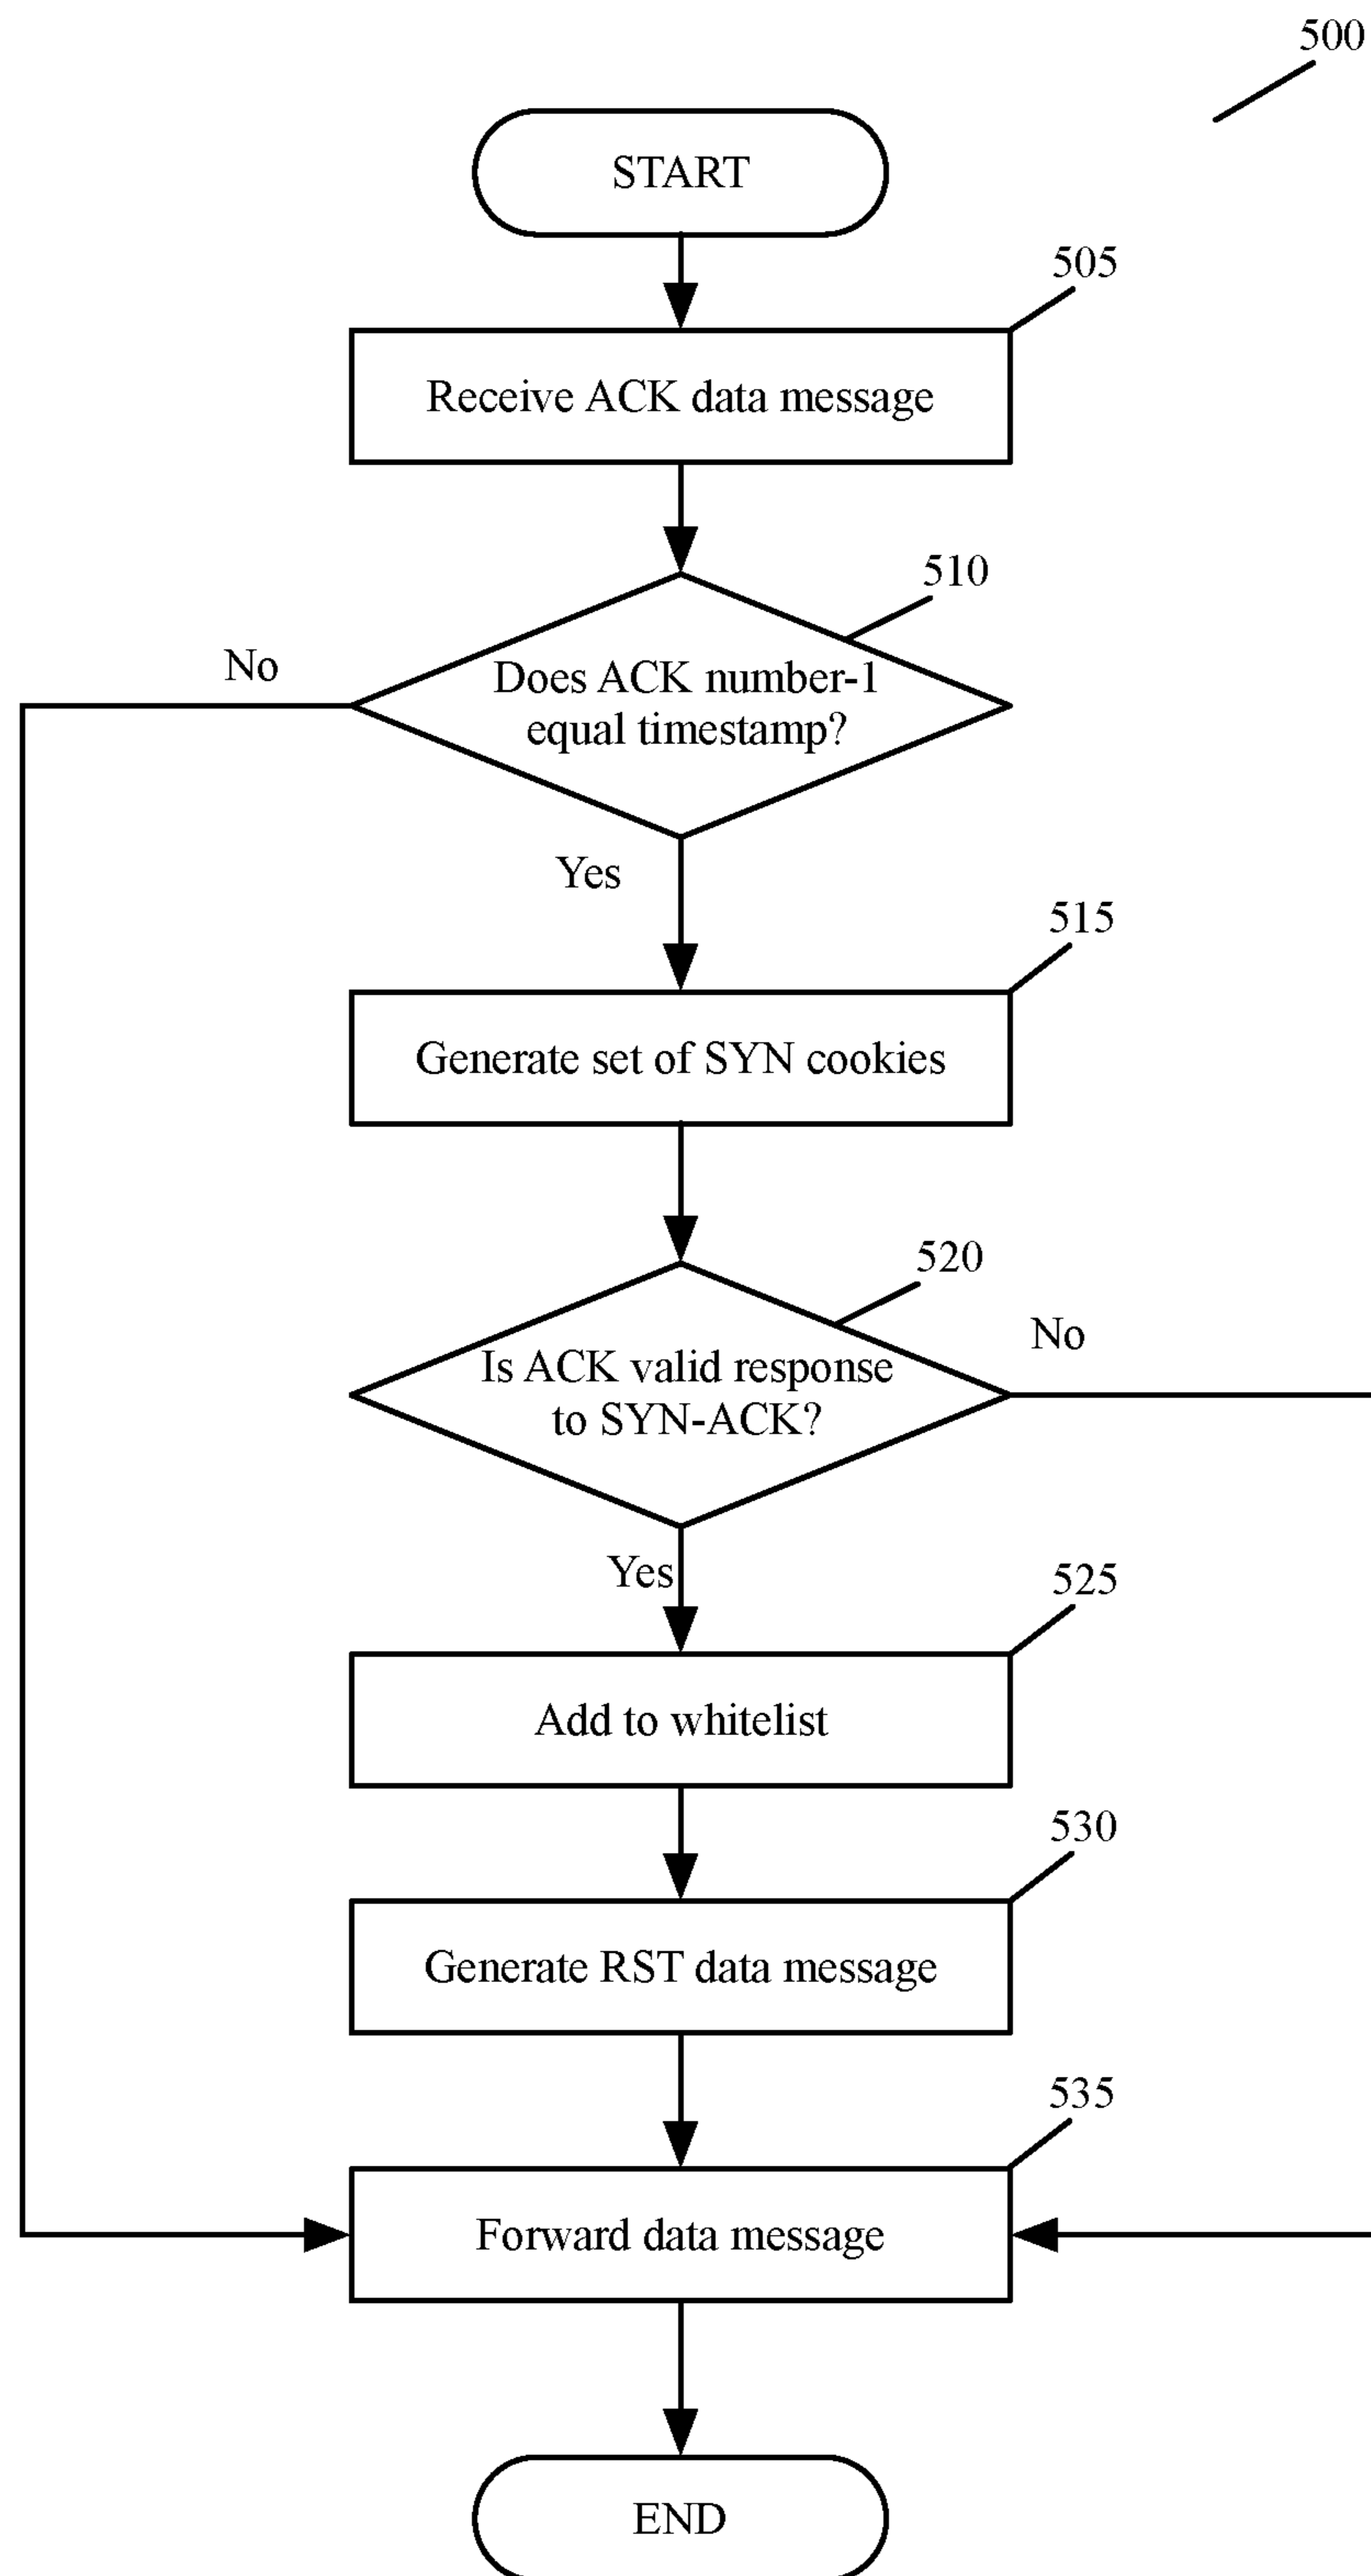 500
START
505
Receive ACK data message
510
No
Does ACK number-1
equal timestamp?
Yes
515
Generate set of SYN cookies
520
No
Is ACK valid response
to SYN-ACK?
Yes
525
Add to whitelist
530
Generate RST data message
535
Forward data message
END